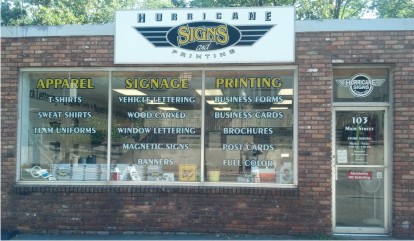 HURRICANE
SIGNS
and
PRINTING
APPAREL
T-SHIRTS
SWEAT SHIRTS
TEAM UNIFORMS
SIGNAGE
VEHICLE LETTERING
WOOD CARVED
WINDOW LETTERING
MAGNETIC SIGNS
BANNERS
PRINTING
BUSINESS FORMS
BUSINESS CARDS
BROCHURES
POST CARDS
FULL COLOR
HURRICANE
SIGNS
103
MAIN STREET